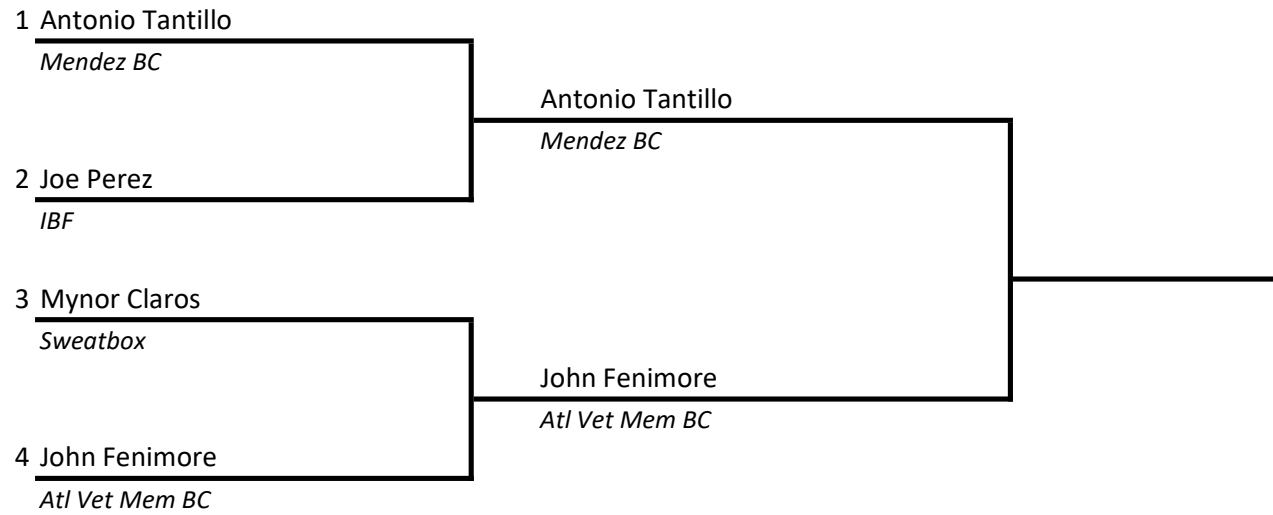 1 Antonio Tantillo
Mendez BC
Antonio Tantillo
Mendez BC
2 Joe Perez
IBF
3 Mynor Claros
Sweatbox
John Fenimore
Atl Vet Mem BC
4 John Fenimore
Atl Vet Mem BC